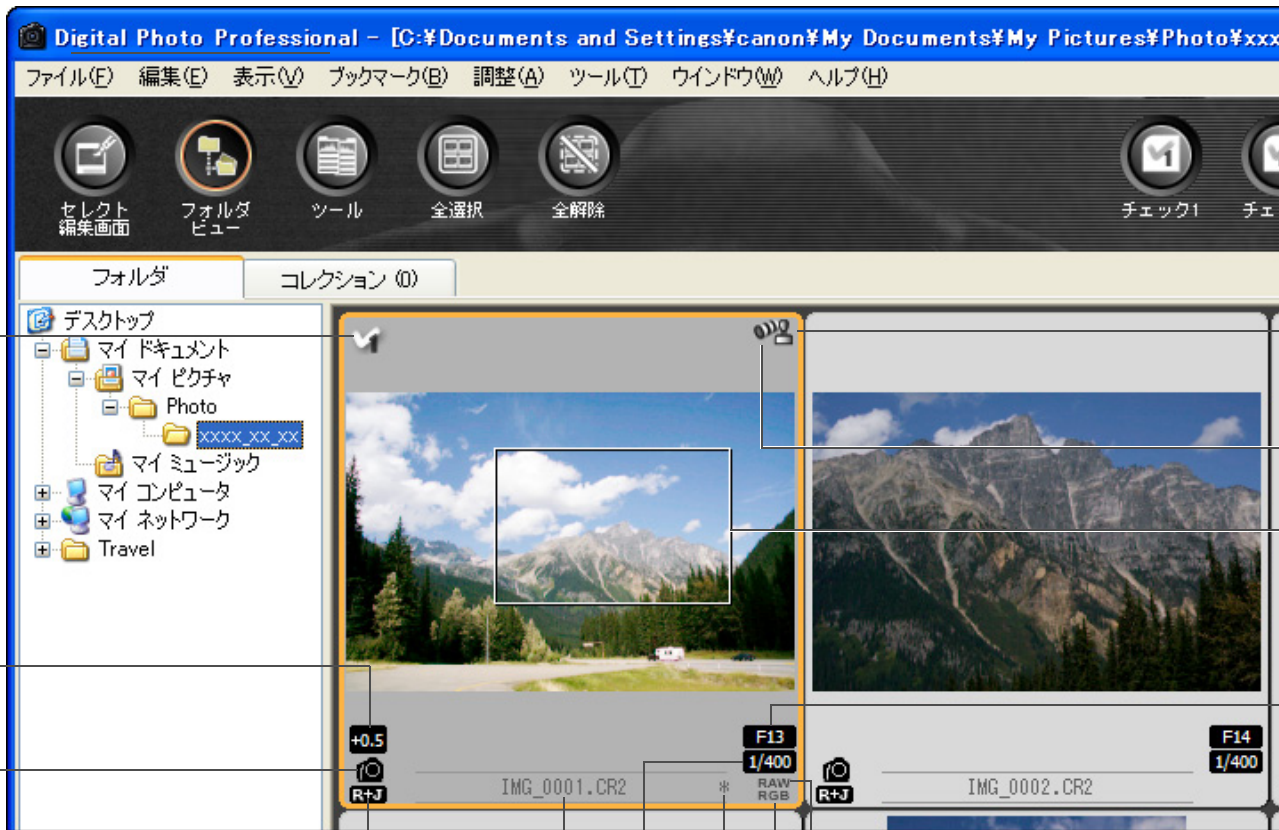 Digital Photo Professional - [C:¥Documents and Settings¥canon¥My Documents¥My Pictures¥Photo¥xxx
ファイル(F) 編集(E) 表示(V) ブックマーク(B) 調整(A) ツール(T) ウインドウ(W) ヘルプ(H)
セレクト
編集画面
フォルダ
ビュー
ツール
全選択
全解除
チェック1
チェ
フォルダ
コレクション (0)
デスクトップ
マイ ドキュメント
マイ ピクチャ
Photo
xxxx_xx_xx
マイ ミュージック
マイ コンピュータ
マイ ネットワーク
Travel
1
+0.5
F13
1/400
R+J
IMG_0001.CR2
*
RAW
RGB
F14
1/400
R+J
IMG_0002.CR2